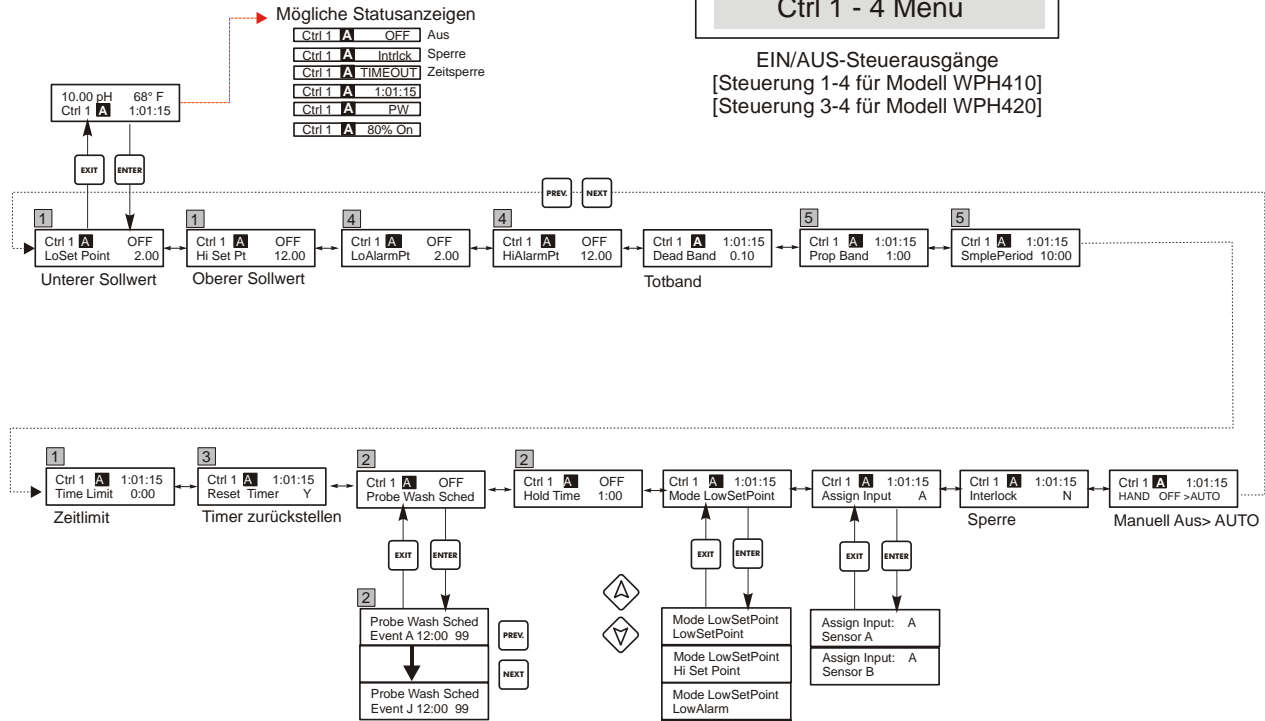 Ctrl 1 - 4 Menü
EIN/AUS-Steuerausgänge
[Steuerung 1-4 für Modell WPH410]
[Steuerung 3-4 für Modell WPH420]
Mögliche Statusanzeigen
Ctrl 1 A OFF Aus
Ctrl 1 A Intrlck Sperre
Ctrl 1 A TIMEOUT Zeitsperre
Ctrl 1 A 1:01:15
Ctrl 1 A PW
Ctrl 1 A 80% On
10.00 pH 68° F
Ctrl 1 A 1:01:15
EXIT
ENTER
PREV.
NEXT
1
Ctrl 1 A OFF
LoSet Point 2.00
Unterer Sollwert
1
Ctrl 1 A OFF
Hi Set Pt 12.00
Oberer Sollwert
4
Ctrl 1 A OFF
LoAlarmPt 2.00
4
Ctrl 1 A OFF
HiAlarmPt 12.00
Ctrl 1 A 1:01:15
Dead Band 0.10
Totband
5
Ctrl 1 A 1:01:15
Prop Band 1:00
5
Ctrl 1 A 1:01:15
SmplePeriod 10:00
1
Ctrl 1 A 1:01:15
Time Limit 0:00
Zeitlimit
3
Ctrl 1 A 1:01:15
Reset Timer Y
Timer zurückstellen
2
Ctrl 1 A OFF
Probe Wash Sched
2
Ctrl 1 A OFF
Hold Time 1:00
Ctrl 1 A 1:01:15
Mode LowSetPoint
Ctrl 1 A 1:01:15
Assign Input A
Ctrl 1 A 1:01:15
Interlock N
Sperre
Ctrl 1 A 1:01:15
HAND OFF >AUTO
Manuell Aus> AUTO
EXIT
ENTER
EXIT
ENTER
EXIT
ENTER
2
Probe Wash Sched
Event A 12:00 99
Probe Wash Sched
Event J 12:00 99
PREV.
NEXT
Mode LowSetPoint
LowSetPoint
Mode LowSetPoint
Hi Set Point
Mode LowSetPoint
LowAlarm
Assign Input: A
Sensor A
Assign Input: A
Sensor B